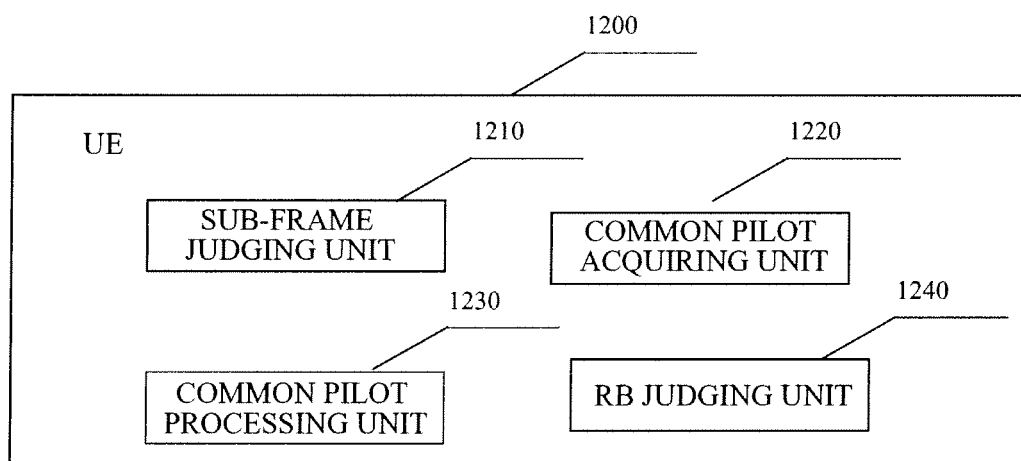 1200
UE
1210
1220
SUB-FRAME
JUDGING UNIT
COMMON PILOT
ACQUIRING UNIT
1230
1240
COMMON PILOT
PROCESSING UNIT
RB JUDGING UNIT